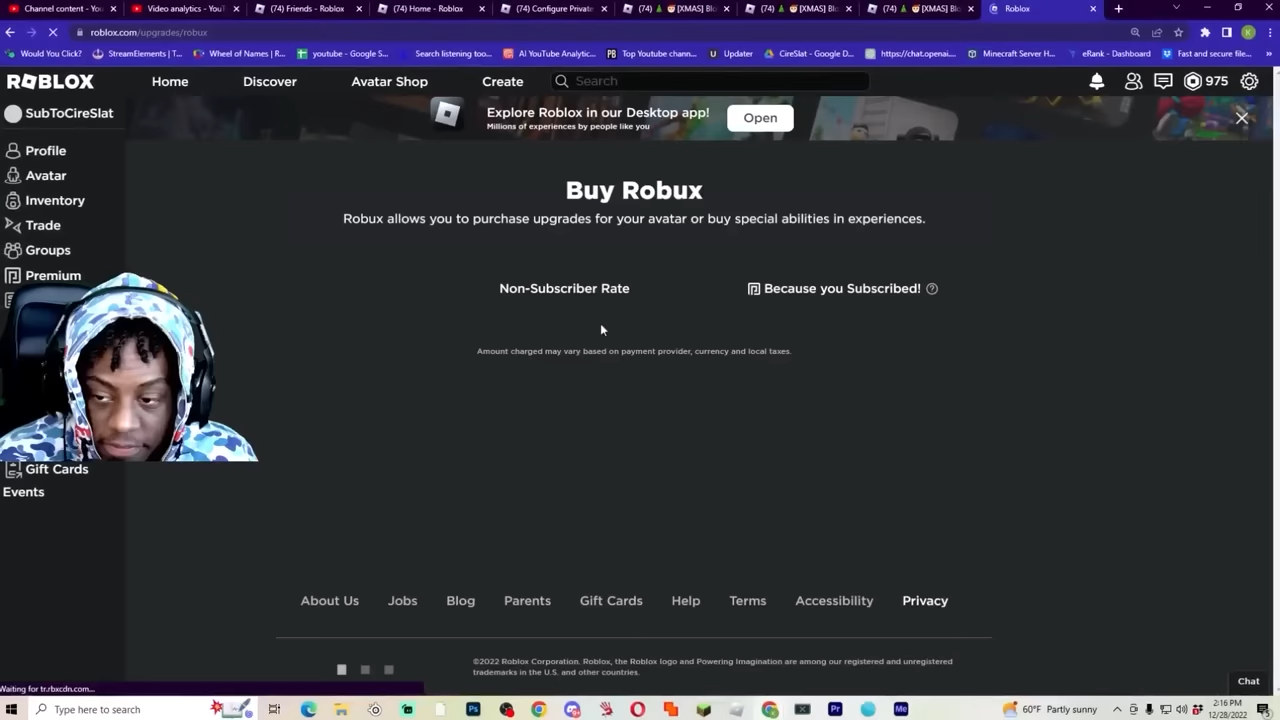 Channel content - You
Video analytics - YouT
(74) Friends - Roblox
(74) Home - Roblox
(74) Configure Private
(74) [XMAS] Blo
(74) [XMAS] Blo
(74) [XMAS] Blo
Roblox
roblox.com/upgrades/robux
Would You Click?
StreamElements | T...
Wheel of Names | R...
youtube - Google S...
Search listening too...
AI YouTube Analytic...
Top Youtube chann...
Updater
CireSlat - Google D...
https://chat.openai...
Minecraft Server H...
eRank - Dashboard
Fast and secure file...
ROBLOX
Home
Discover
Avatar Shop
Create
Search
975
SubToCireSlat
Explore Roblox in our Desktop app!
Millions of experiences by people like you
Open
Profile
Avatar
Inventory
Trade
Groups
Premium
Gift Cards
Events
Buy Robux
Robux allows you to purchase upgrades for your avatar or buy special abilities in experiences.
Non-Subscriber Rate
Because you Subscribed!
Amount charged may vary based on payment provider, currency and local taxes.
About Us
Jobs
Blog
Parents
Gift Cards
Help
Terms
Accessibility
Privacy
©2022 Roblox Corporation. Roblox, the Roblox logo and Powering Imagination are among our registered and unregistered
trademarks in the U.S. and other countries.
Chat
Waiting for tr.rbxcdn.com...
Type here to search
60°F Partly sunny
2:16 PM
12/28/2022